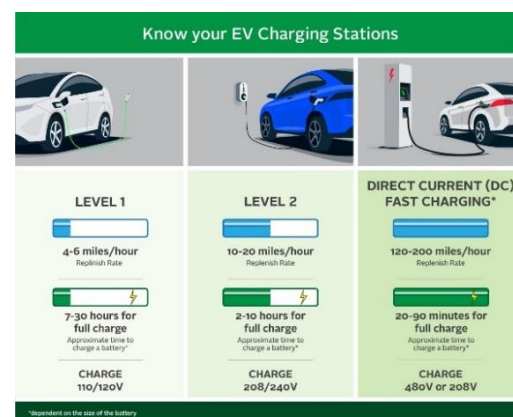 Know your EV Charging Stations
LEVEL 1
4-6 miles/hour
Replinish Rate
7-30 hours for
full charge
Approximate time to
charge a battery*
CHARGE
110/120V
LEVEL 2
10-20 miles/hour
Replenish Rate
2-10 hours for
full charge
Approximate time to
charge a battery*
CHARGE
208/240V
DIRECT CURRENT (DC)
FAST CHARGING*
120-200 miles/hour
Replenish Rate
20-90 minutes for
full charge
Approximate time to
charge a battery*
CHARGE
480V or 208V
*dependent on the size of the battery